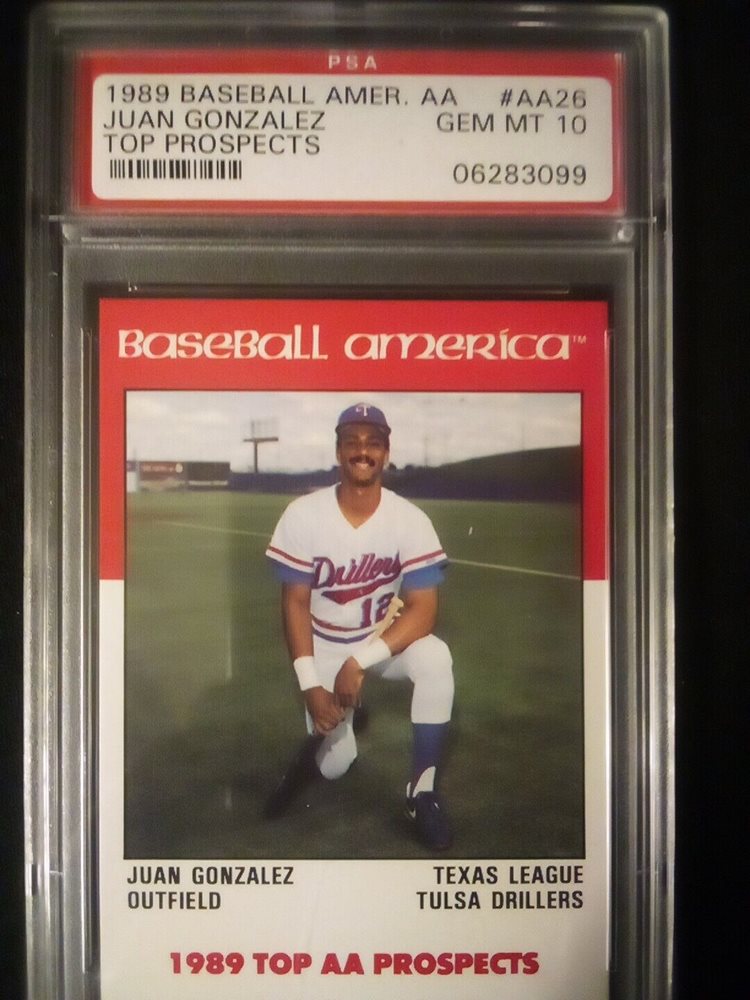 PSA
1989 BASEBALL AMER. AA #AA26
JUAN GONZALEZ GEM MT 10
TOP PROSPECTS
06283099
BaseBall america™
T
Drillers
12
JUAN GONZALEZ TEXAS LEAGUE
OUTFIELD TULSA DRILLERS
1989 TOP AA PROSPECTS